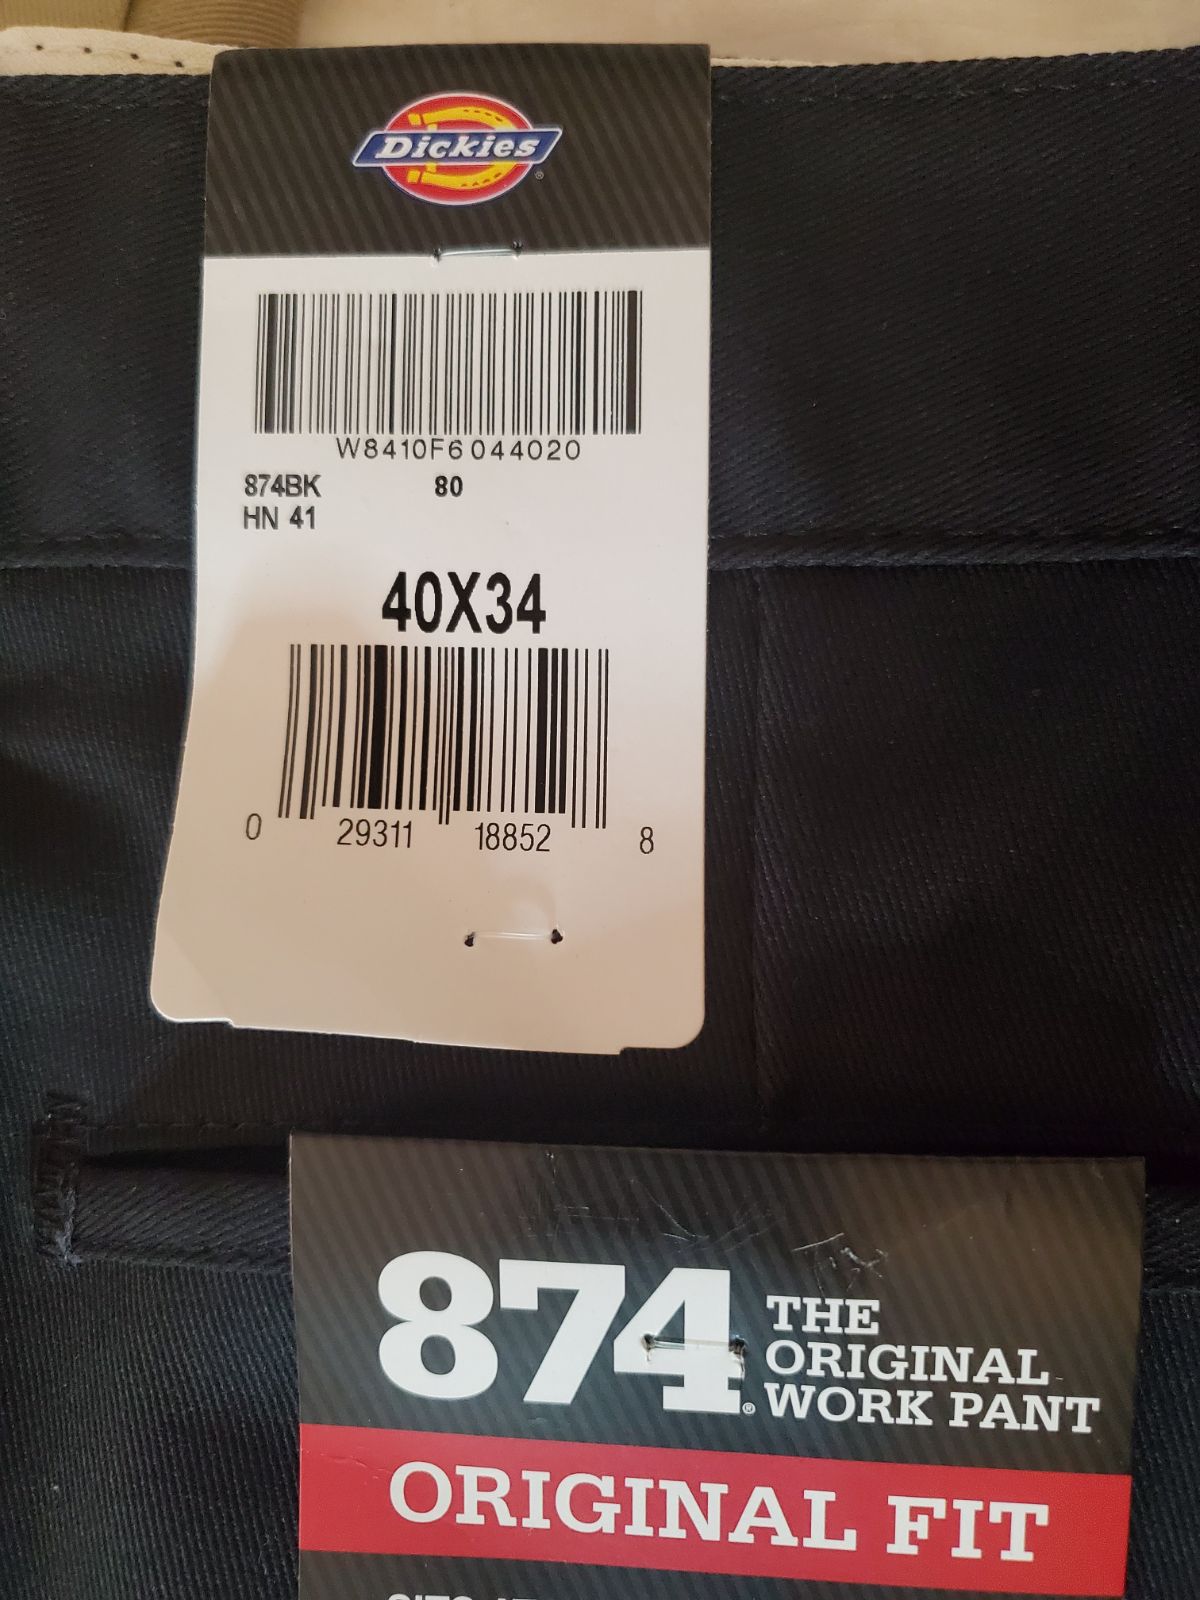 Dickies
®
W8410F6044020
874BK 80
HN 41
40X34
0 29311 18852 8
874® THE
ORIGINAL
WORK PANT
ORIGINAL FIT